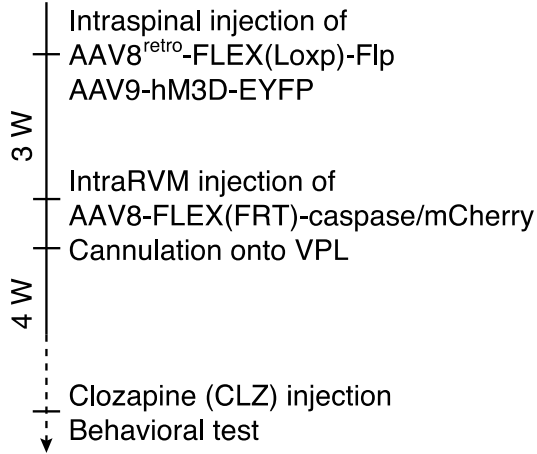 Intraspinal injection of
AAV8retro-FLEX(Loxp)-Flp
AAV9-hM3D-EYFP
3 W
IntraRVM injection of
AAV8-FLEX(FRT)-caspase/mCherry
Cannulation onto VPL
4 W
Clozapine (CLZ) injection
Behavioral test